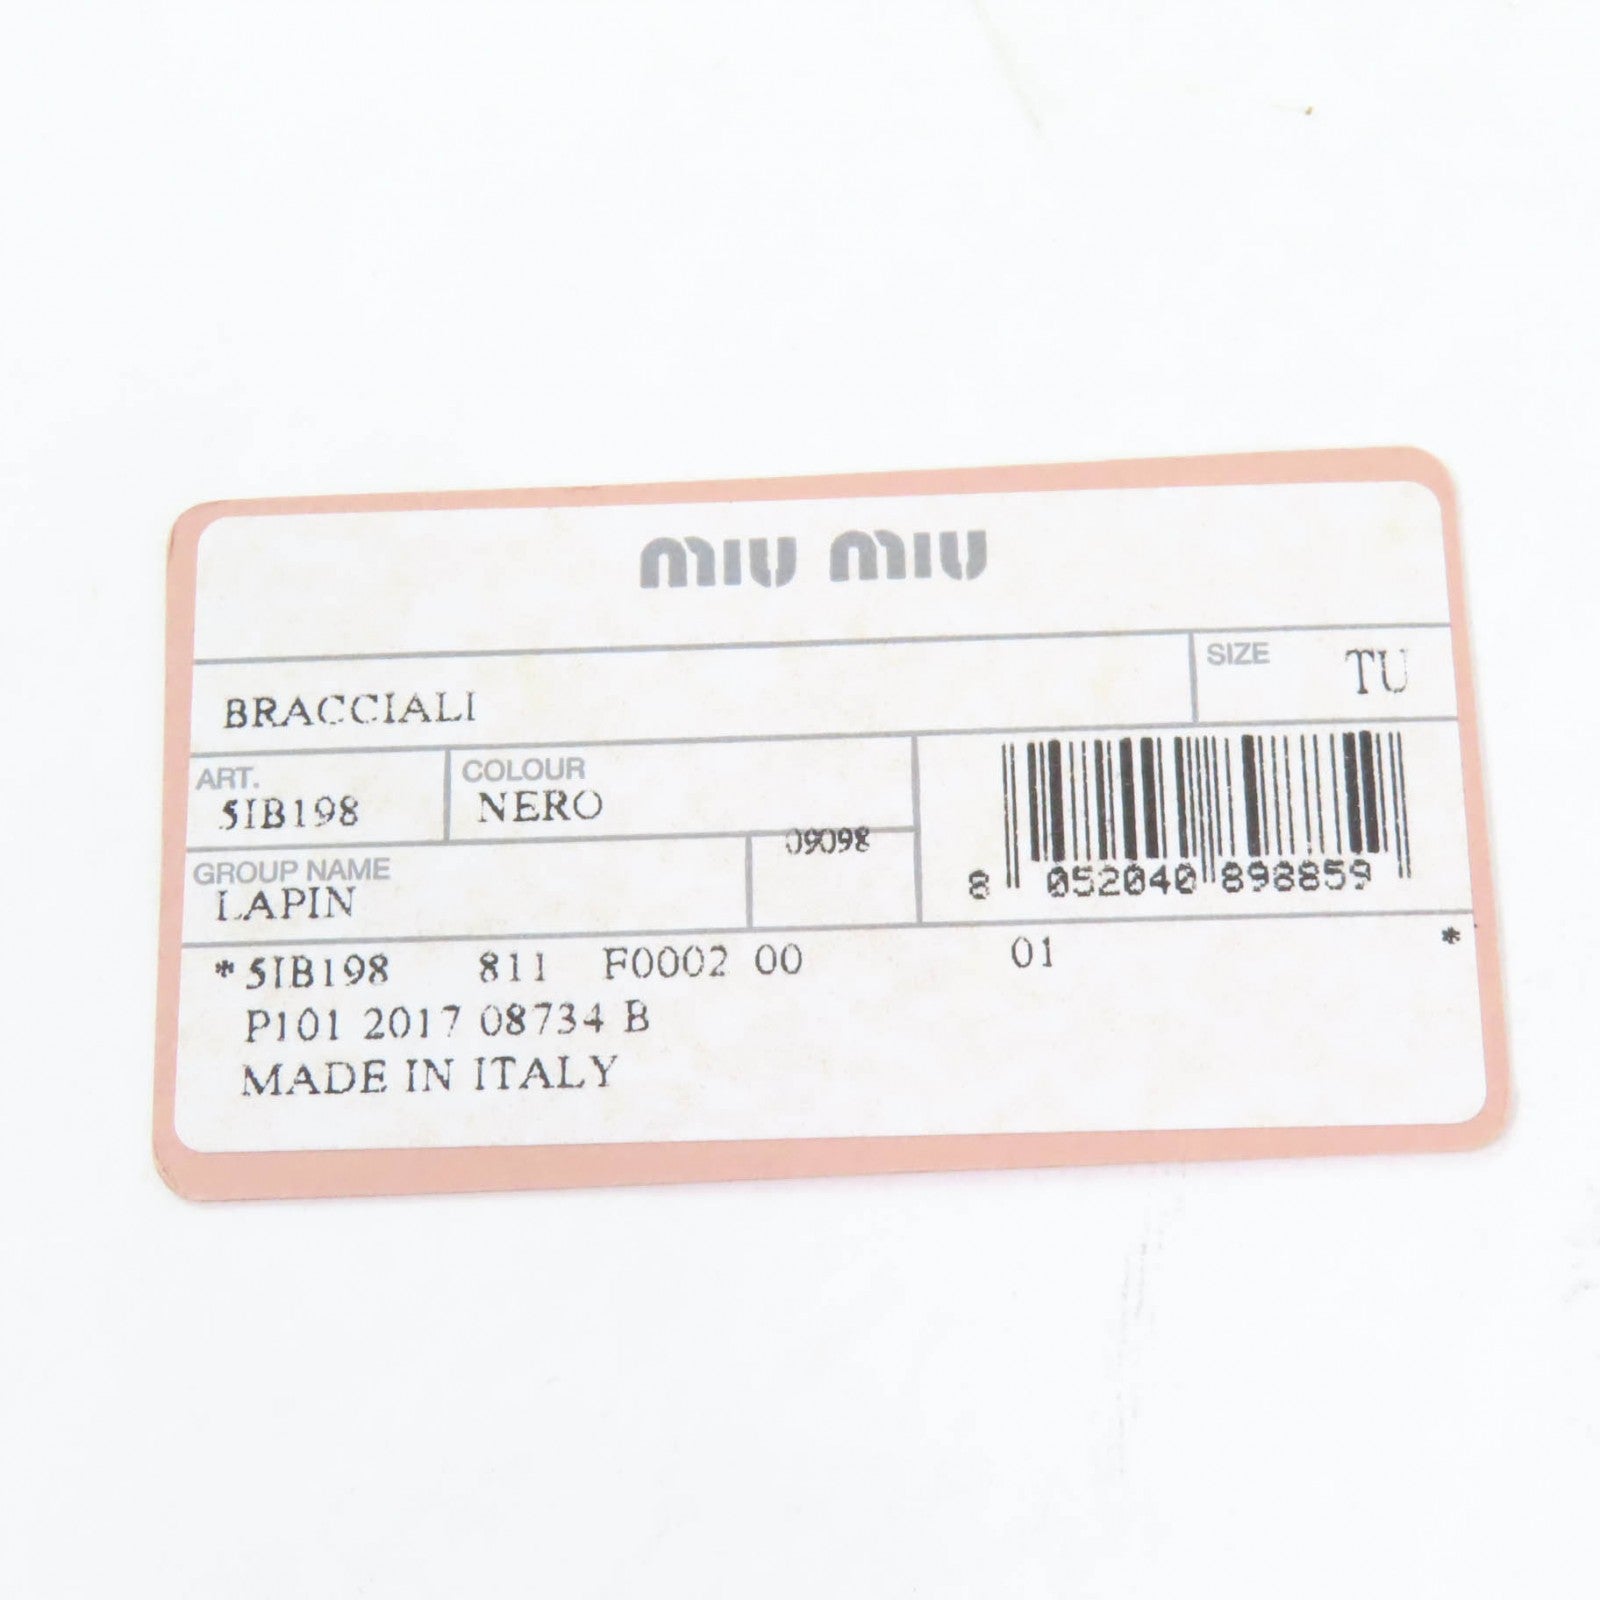 miu miu
BRACCIALI
SIZE TU
ART. COLOUR
5IB198 NERO
09098
GROUP NAME
LAPIN
8 052040 898859
*5IB198 811 F0002 00 01 *
P101 2017 08734 B
MADE IN ITALY